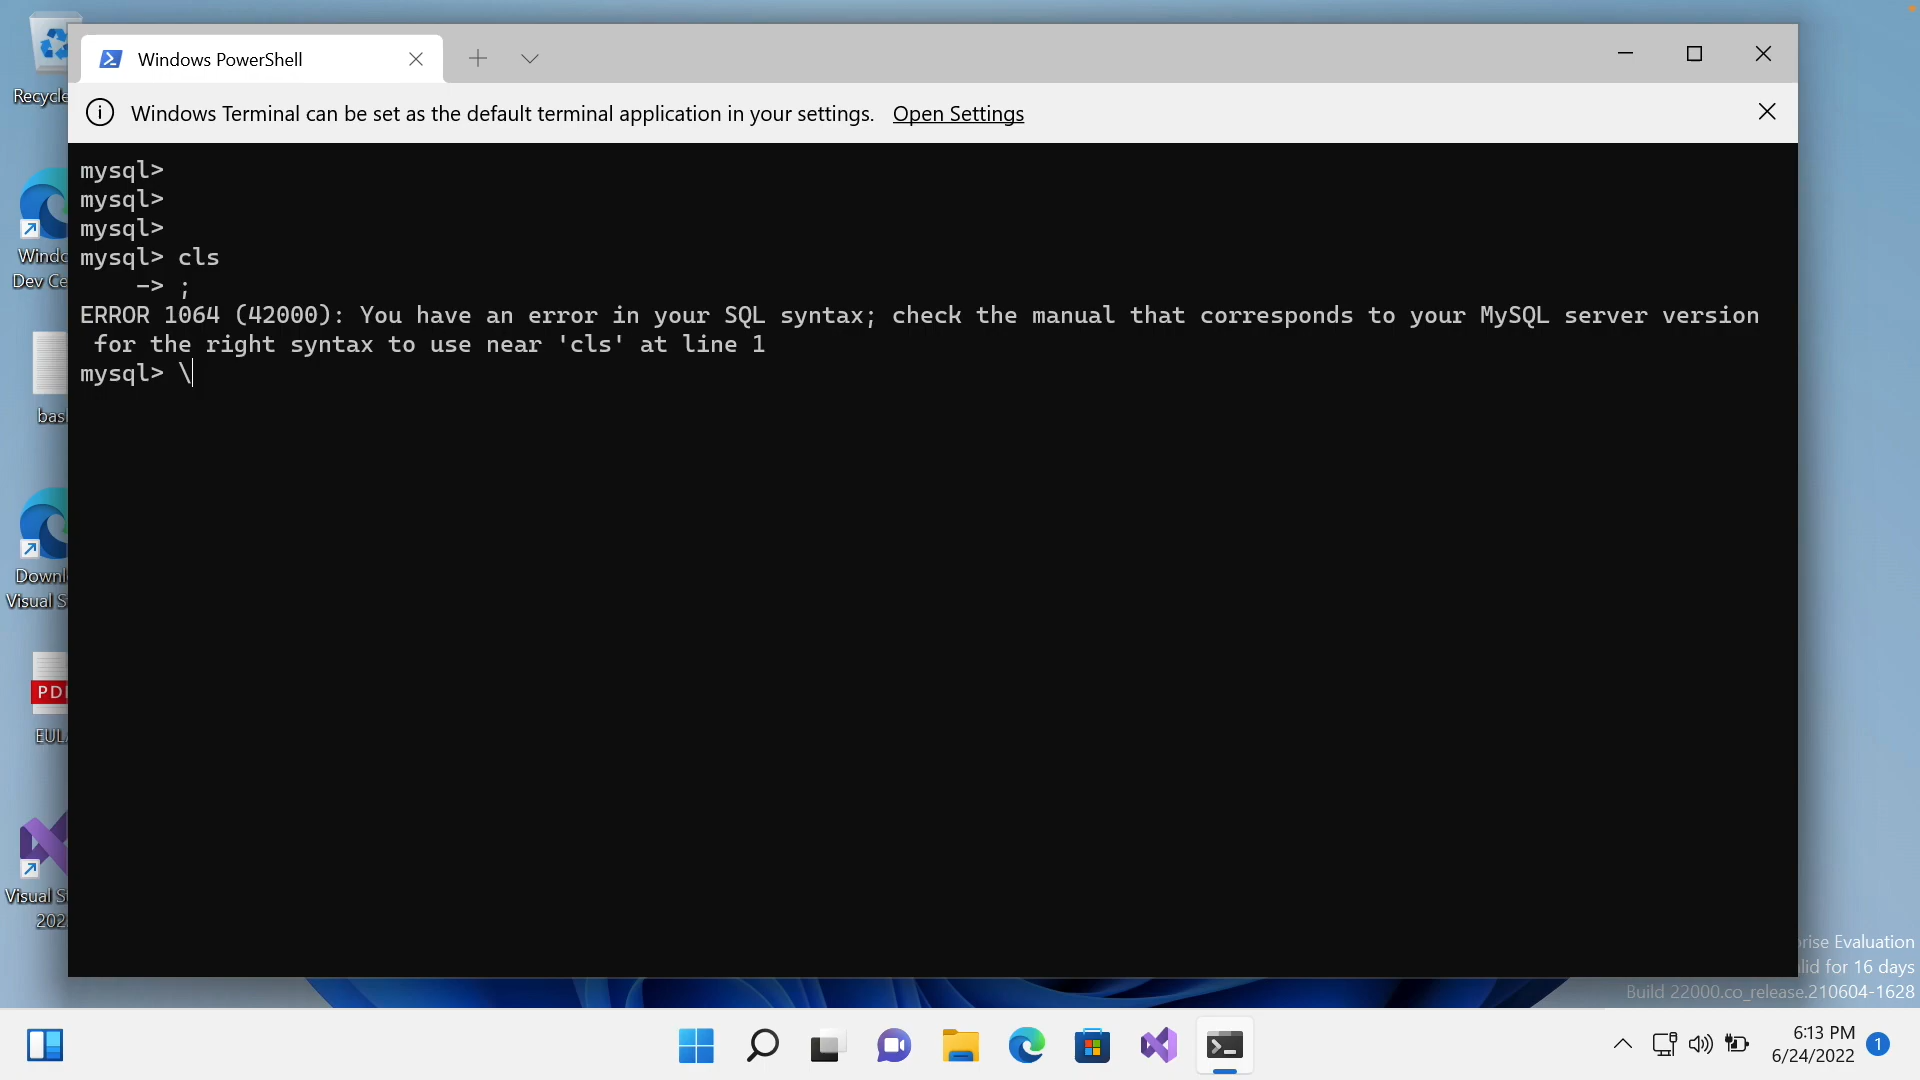 Windows PowerShell
Windows Terminal can be set as the default terminal application in your settings. Open Settings
mysql>
mysql>
mysql>
mysql> cls
-> ;
ERROR 1064 (42000): You have an error in your SQL syntax; check the manual that corresponds to your MySQL server version
for the right syntax to use near 'cls' at line 1
mysql> \
Recycle
Windo
Dev Ce
bas
Downl
Visual S
PD
EUL
Visual S
202
rise Evaluation
lid for 16 days
Build 22000.co_release.210604-1628
6:13 PM
6/24/2022
1